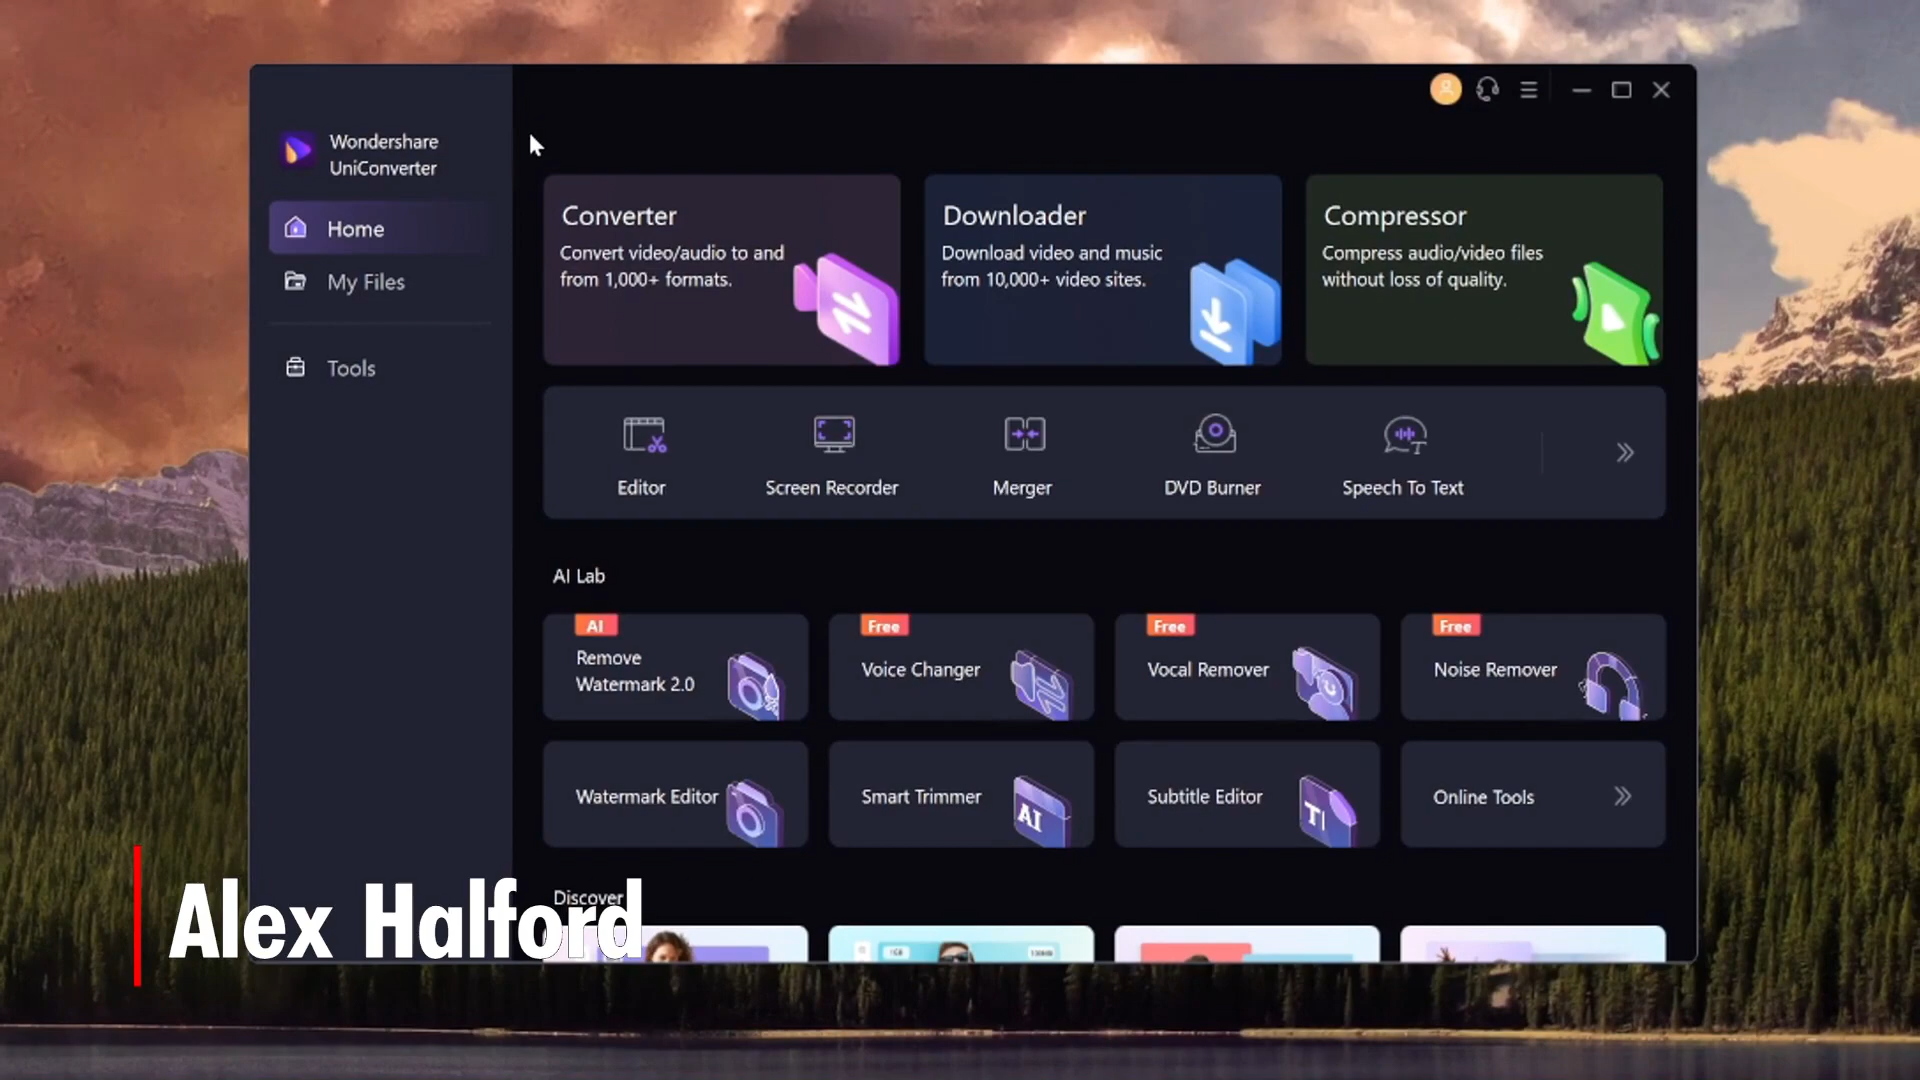 Wondershare
UniConverter
Home
My Files
Tools
Converter
Convert video/audio to and
from 1,000+ formats.
Downloader
Download video and music
from 10,000+ video sites.
Compressor
Compress audio/video files
without loss of quality.
Editor
Screen Recorder
Merger
DVD Burner
Speech To Text
AI Lab
AI
Remove
Watermark 2.0
Free
Voice Changer
Free
Vocal Remover
Free
Noise Remover
Watermark Editor
Smart Trimmer
AI
Subtitle Editor
T
Online Tools
Discover
Alex Halford